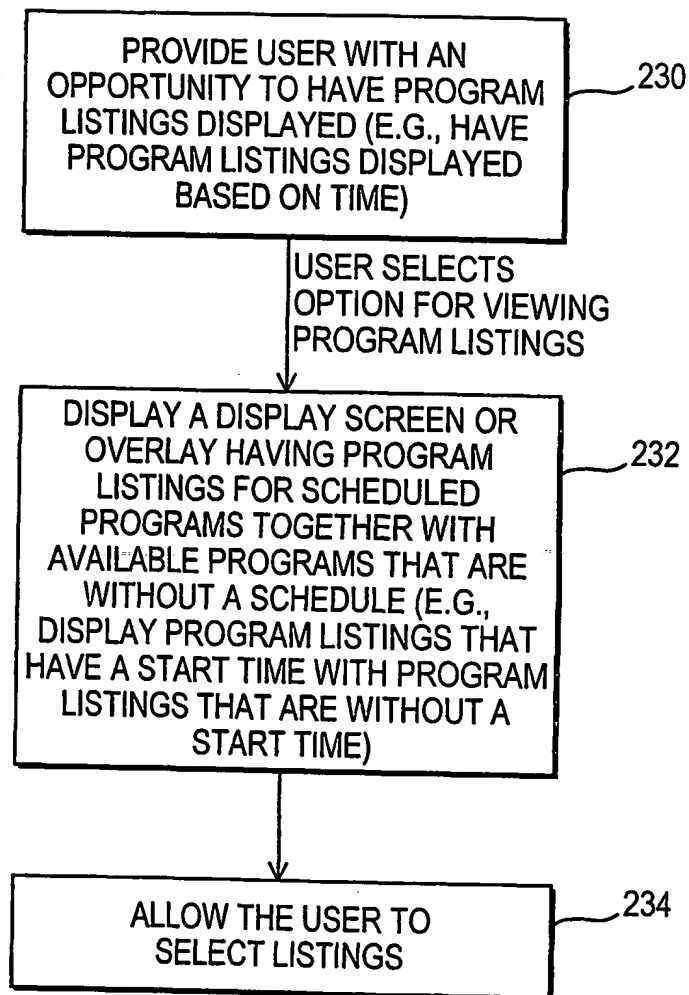 PROVIDE USER WITH AN
OPPORTUNITY TO HAVE PROGRAM
LISTINGS DISPLAYED (E.G., HAVE
PROGRAM LISTINGS DISPLAYED
BASED ON TIME)
230
USER SELECTS
OPTION FOR VIEWING
PROGRAM LISTINGS
DISPLAY A DISPLAY SCREEN OR
OVERLAY HAVING PROGRAM
LISTINGS FOR SCHEDULED
PROGRAMS TOGETHER WITH
AVAILABLE PROGRAMS THAT ARE
WITHOUT A SCHEDULE (E.G.,
DISPLAY PROGRAM LISTINGS THAT
HAVE A START TIME WITH PROGRAM
LISTINGS THAT ARE WITHOUT A
START TIME)
232
ALLOW THE USER TO
SELECT LISTINGS
234